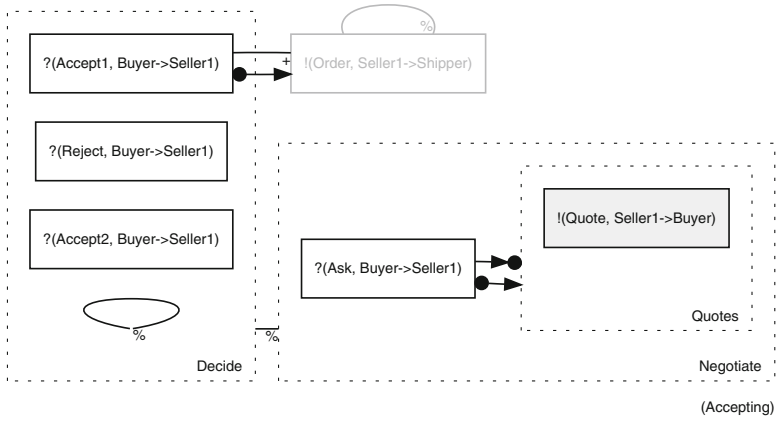 %
?(Accept1, Buyer->Seller1)
+
!(Order, Seller1->Shipper)
?(Reject, Buyer->Seller1)
?(Accept2, Buyer->Seller1)
!(Quote, Seller1->Buyer)
?(Ask, Buyer->Seller1)
Quotes
%
%
Decide
Negotiate
(Accepting)